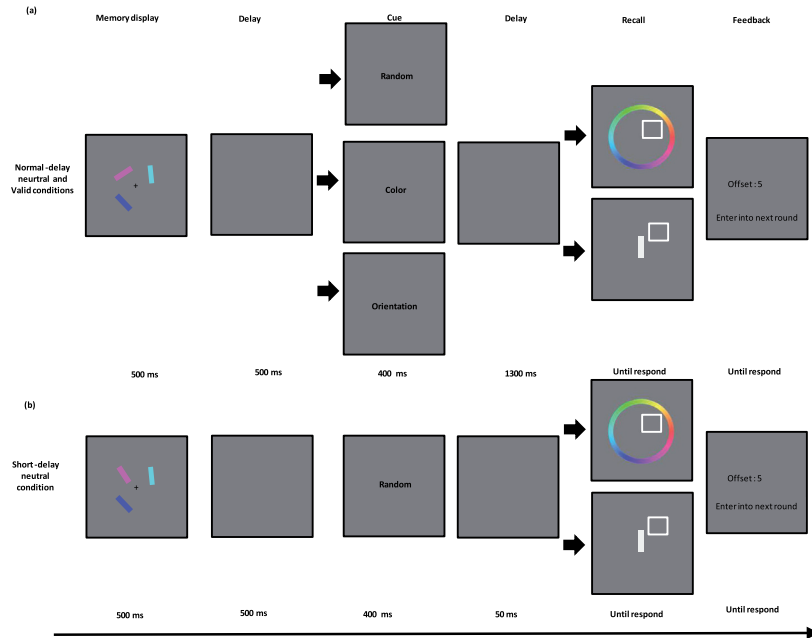 (a)
Memory display
Delay
Cue
Delay
Recall
Feedback
Random
Normal-delay
neurtral and
Valid conditions
+
Color
Offset : 5
Enter into next round
Orientation
500 ms
500 ms
400 ms
1300 ms
Until respond
Until respond
(b)
Short-delay
neutral
condition
+
Random
Offset : 5
Enter into next round
500 ms
500 ms
400 ms
50 ms
Until respond
Until respond